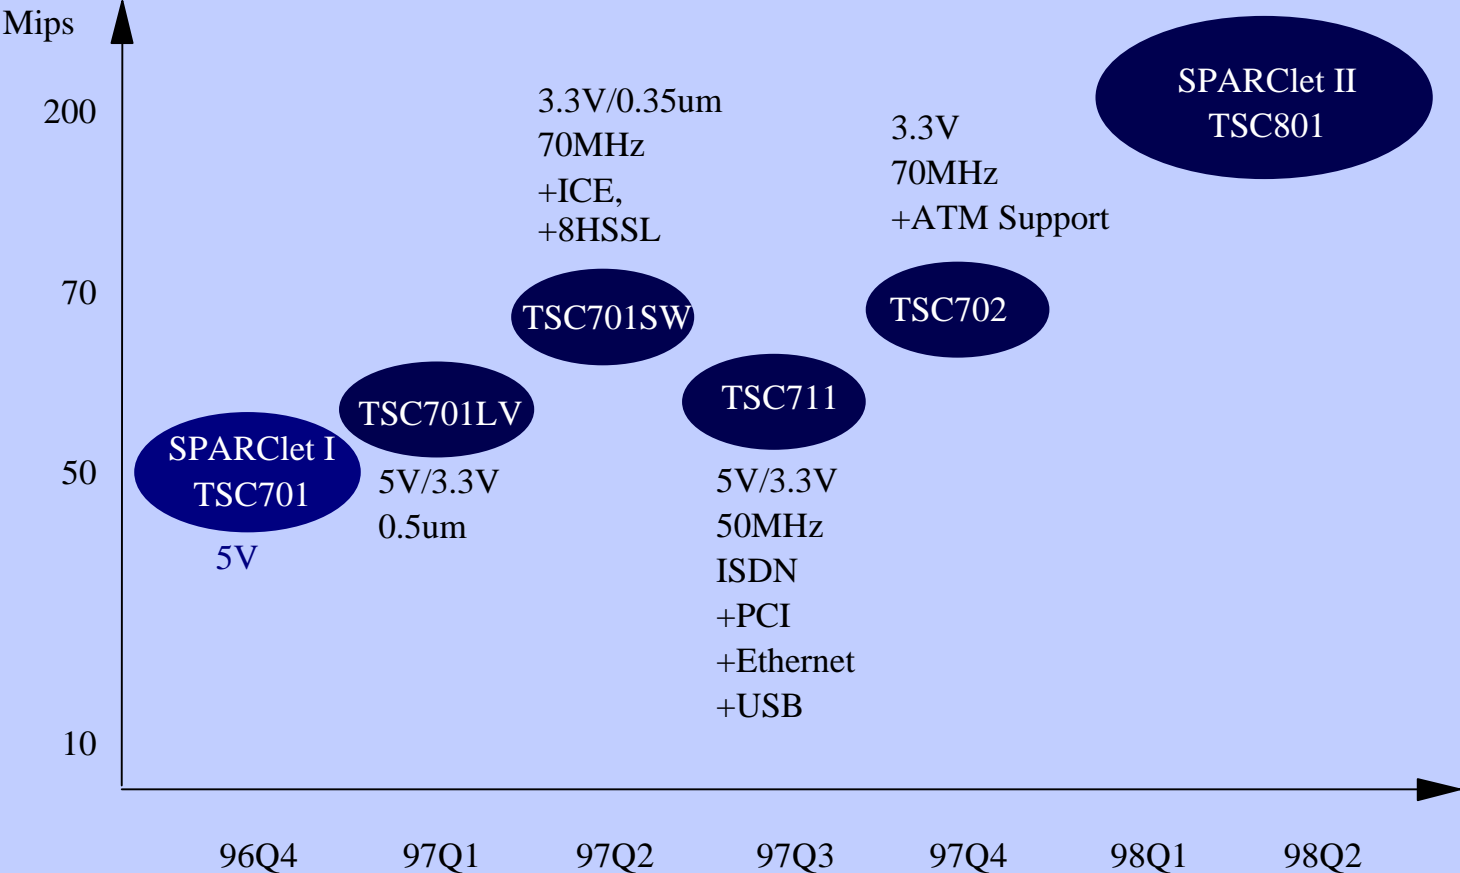 Mips
200
70
50
10
SPARClet I
TSC701
5V
TSC701LV
5V/3.3V
0.5um
3.3V/0.35um
70MHz
+ICE,
+8HSSL
TSC701SW
TSC711
5V/3.3V
50MHz
ISDN
+PCI
+Ethernet
+USB
3.3V
70MHz
+ATM Support
TSC702
SPARClet II
TSC801
96Q4 97Q1 97Q2 97Q3 97Q4 98Q1 98Q2